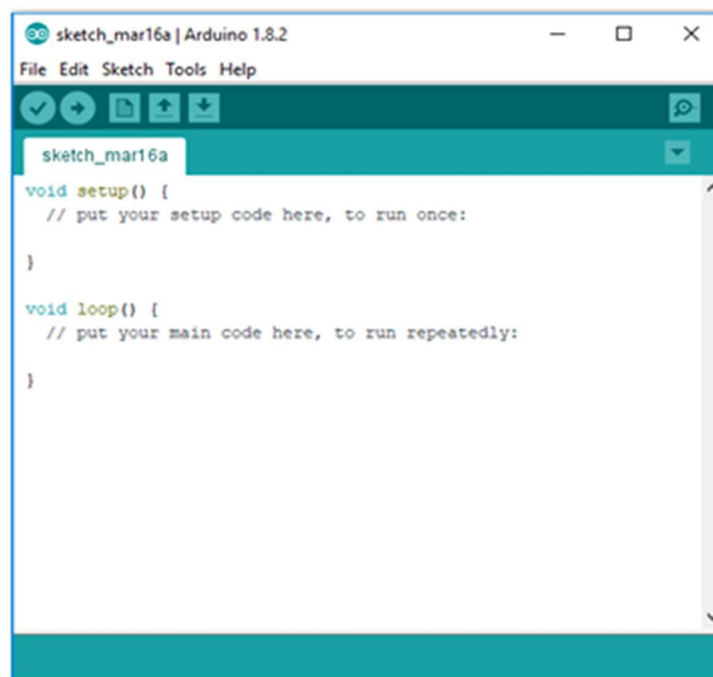 sketch_mar16a | Arduino 1.8.2
File Edit Sketch Tools Help
sketch_mar16a
void setup() {
  // put your setup code here, to run once:
}
void loop() {
  // put your main code here, to run repeatedly:
}